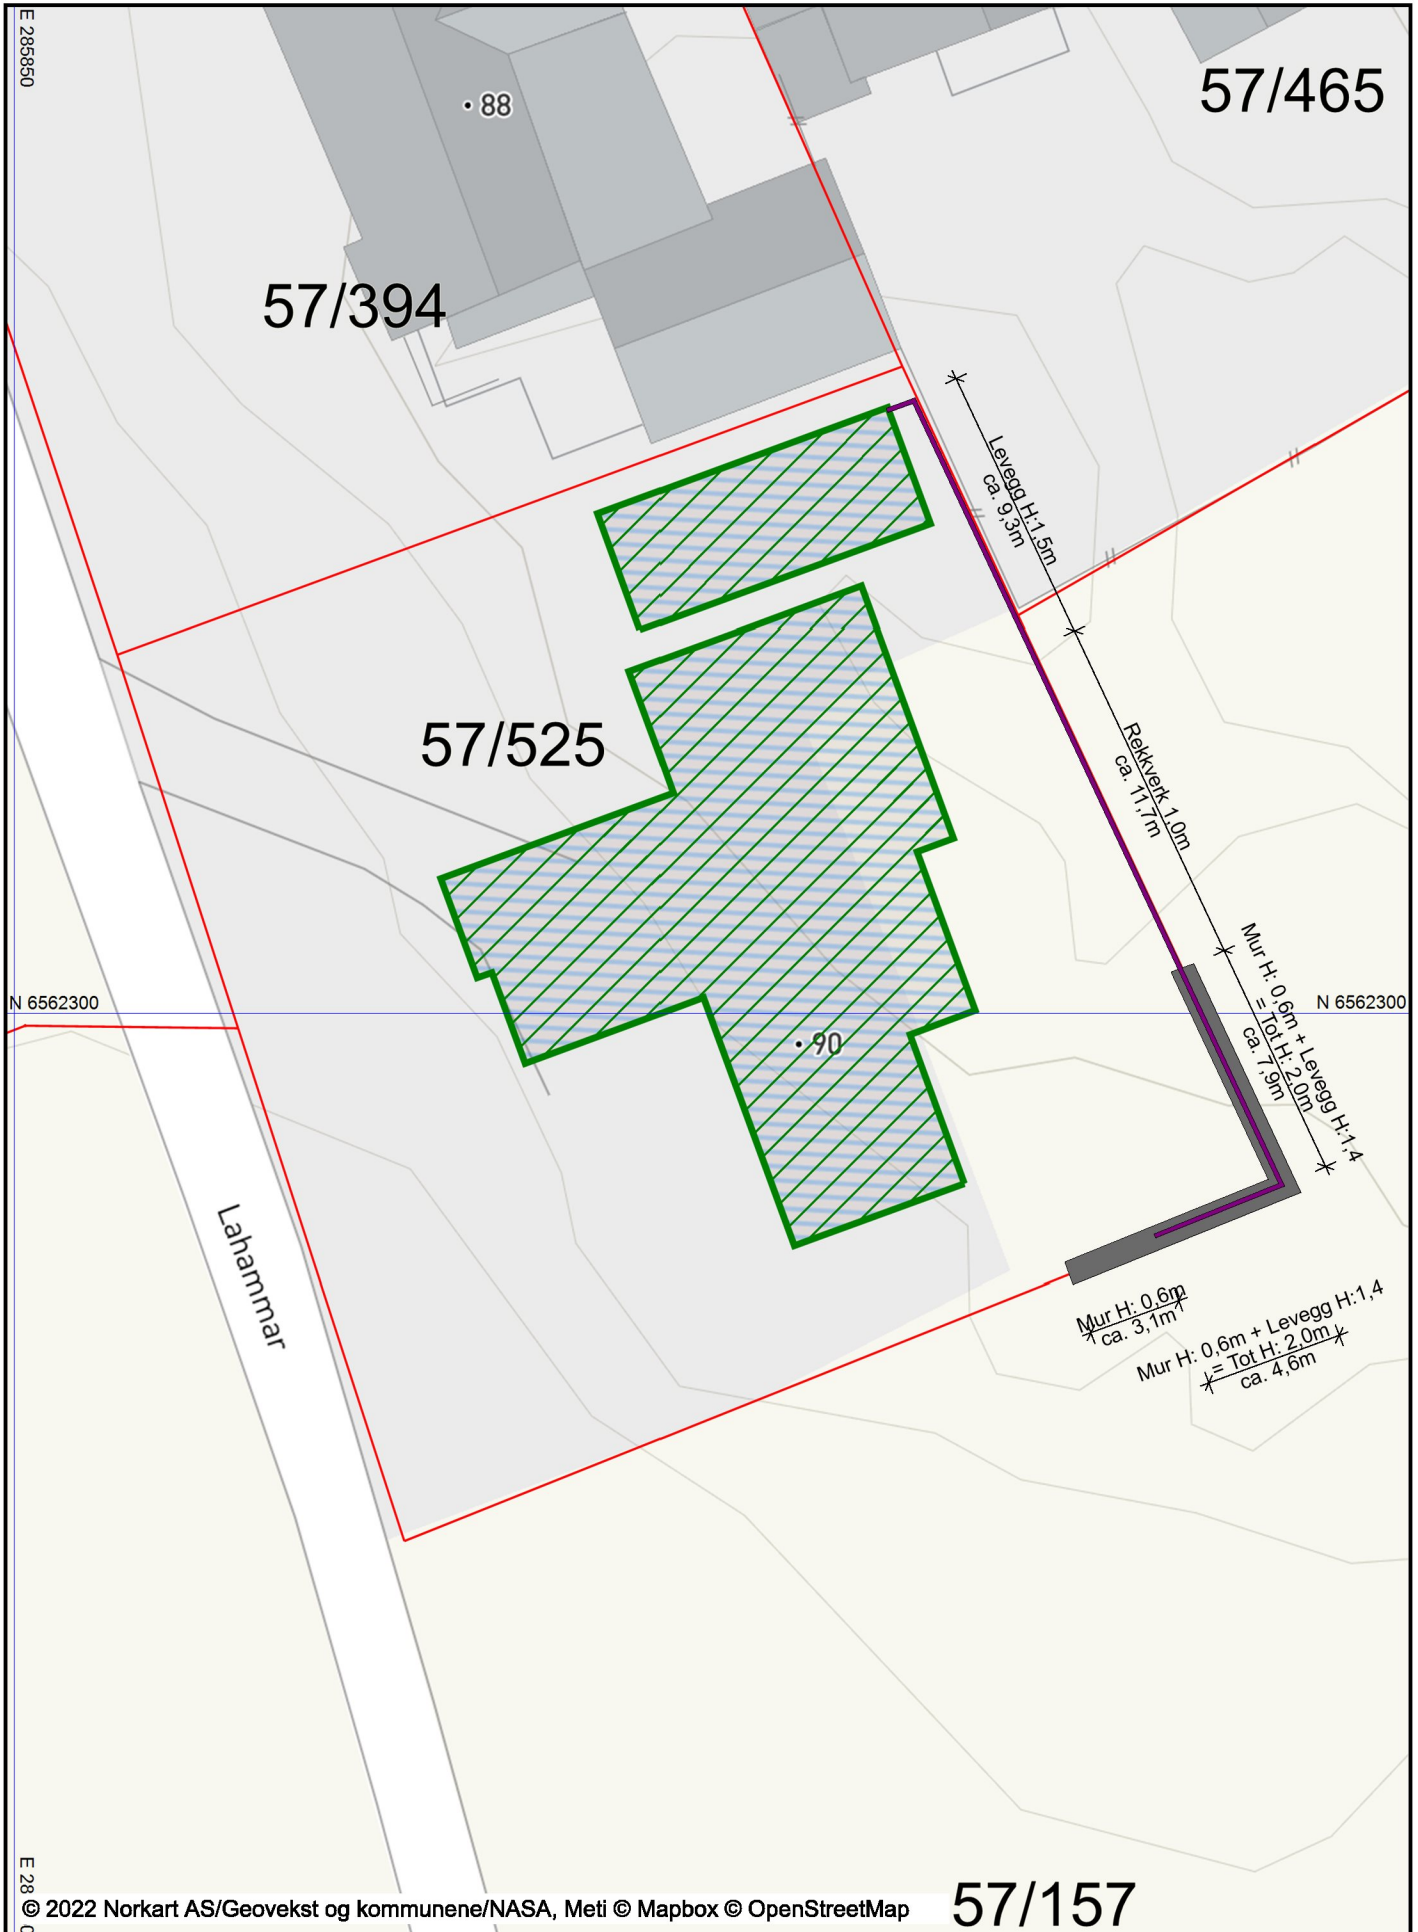 E 285850
57/465
88
57/394
Levegg H:1,5m
ca. 9,3m
57/525
Rekkverk 1,0m
ca. 11,7m
N 6562300
N 6562300
Mur H: 0,6m + Levegg H:1,4
= Tot H: 2,0m
ca. 7,9m
90
Lahammar
Mur H: 0,6m
ca. 3,1m
Mur H: 0,6m + Levegg H:1,4
= Tot H: 2,0m
ca. 4,6m
E 28
© 2022 Norkart AS/Geovekst og kommunene/NASA, Meti © Mapbox © OpenStreetMap
57/157